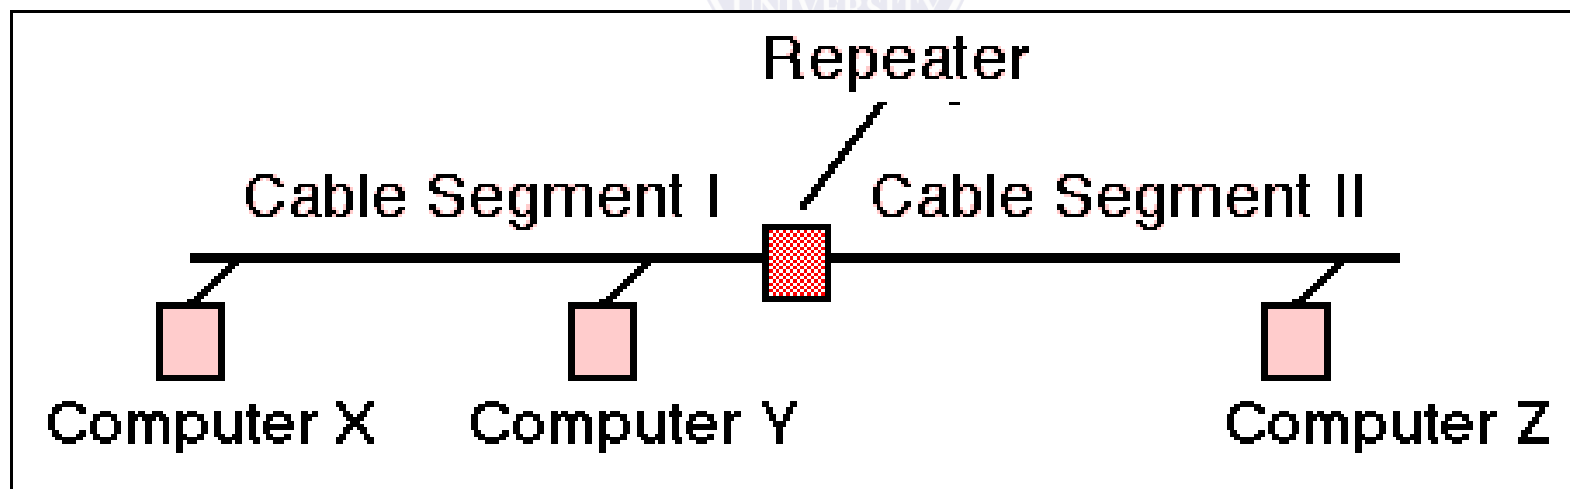 Repeater
Cable Segment I
Cable Segment II
Computer X
Computer Y
Computer Z